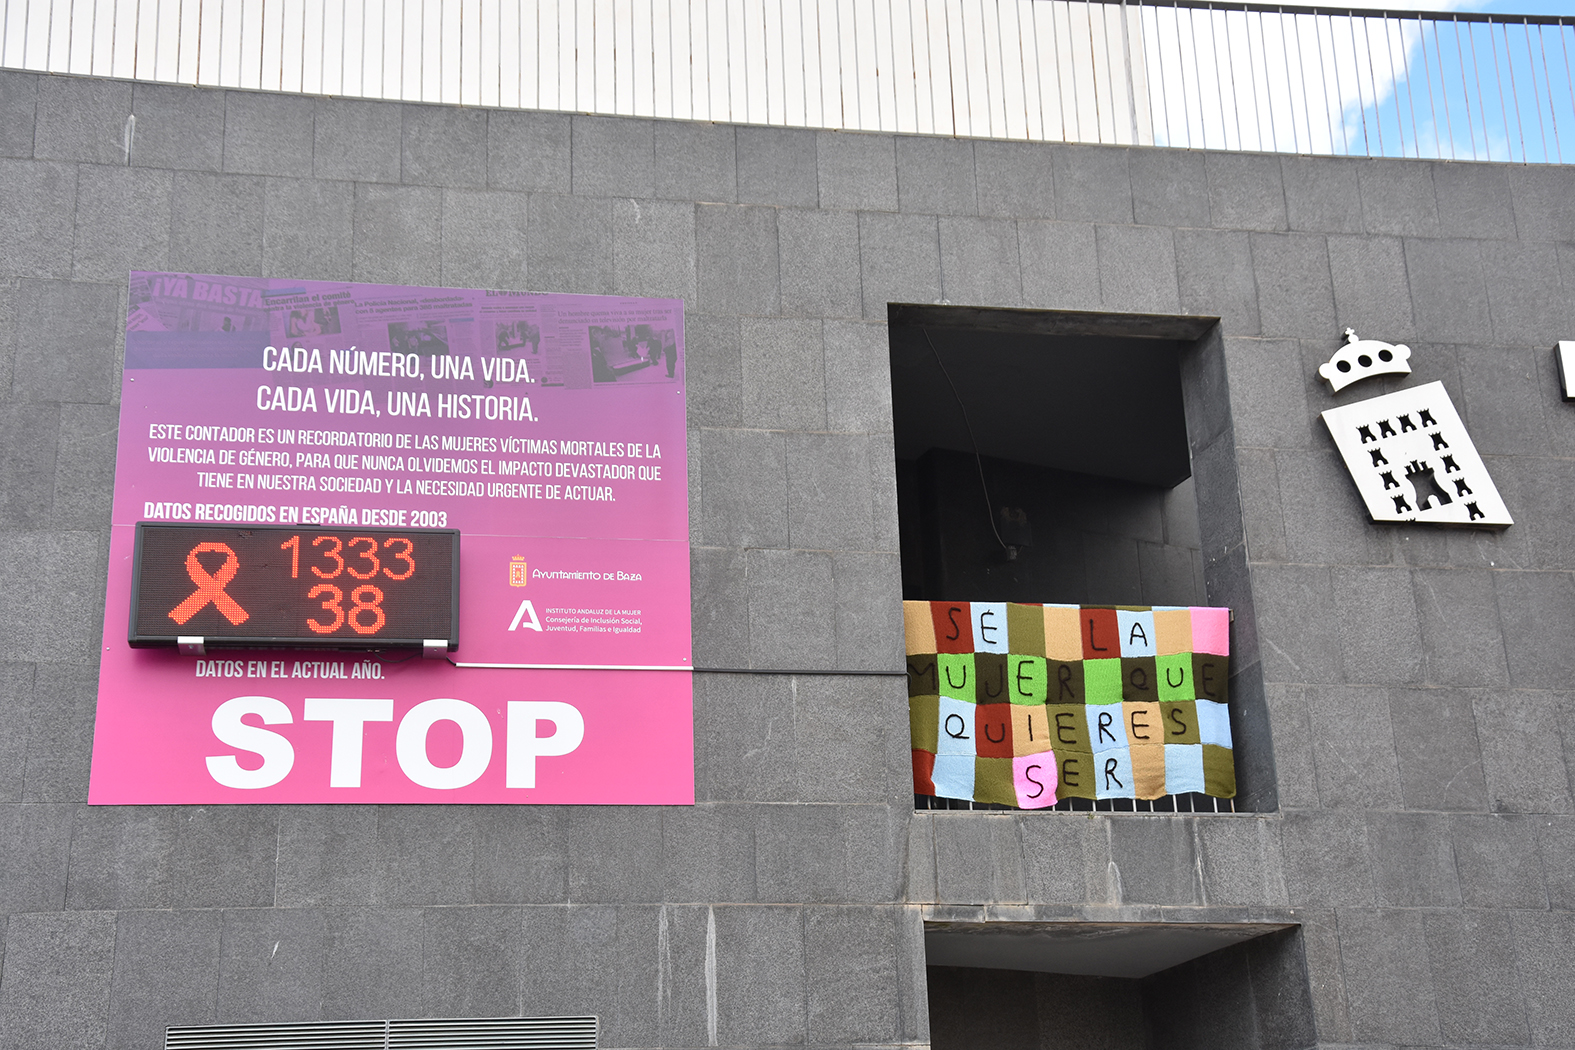 ¡YA BASTA
Encarrilan el comité
CADA NÚMERO, UNA VIDA.
CADA VIDA, UNA HISTORIA.
ESTE CONTADOR ES UN RECORDATORIO DE LAS MUJERES VÍCTIMAS MORTALES DE LA
VIOLENCIA DE GÉNERO, PARA QUE NUNCA OLVIDEMOS EL IMPACTO DEVASTADOR QUE
TIENE EN NUESTRA SOCIEDAD Y LA NECESIDAD URGENTE DE ACTUAR.
DATOS RECOGIDOS EN ESPAÑA DESDE 2003
1333
38
AYUNTAMIENTO DE BAZA
INSTITUTO ANDALUZ DE LA MUJER
Consejería de Inclusión Social,
Juventud, Familias e Igualdad
DATOS EN EL ACTUAL AÑO.
STOP
SÉ LA
MUJER QUE
QUIERES
SER